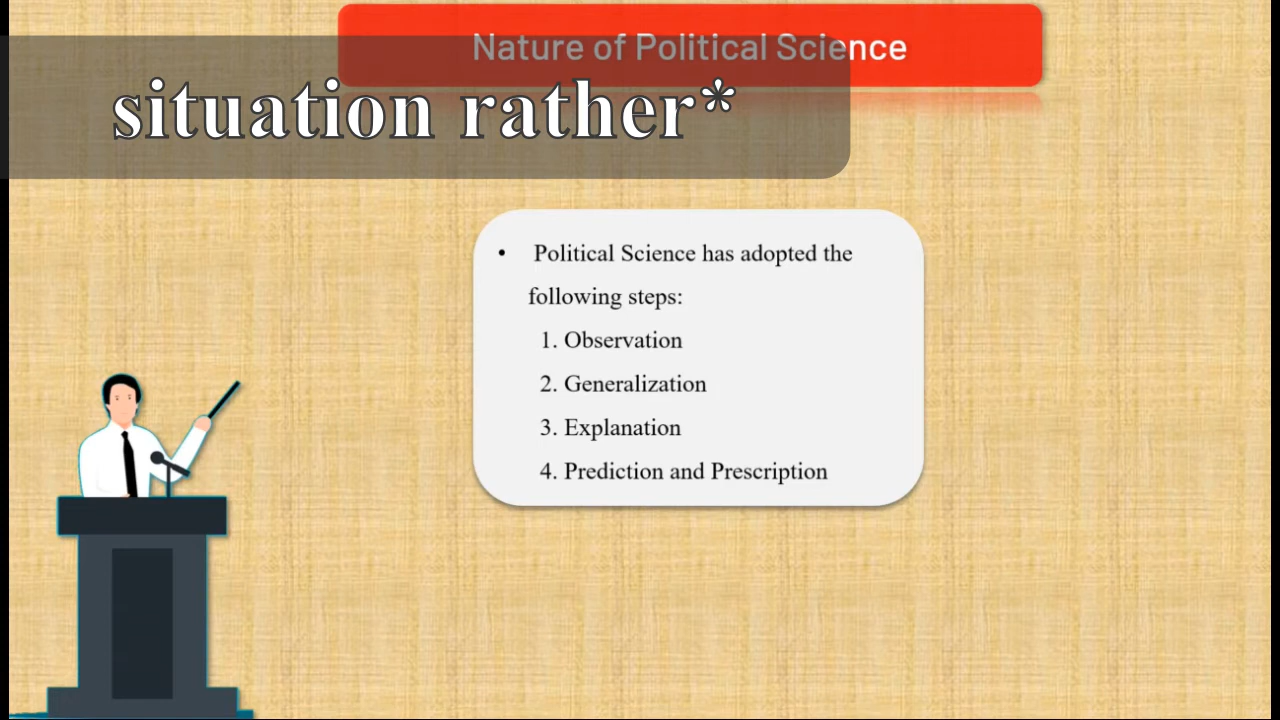 Nature of Political Science
situation rather*
• Political Science has adopted the
following steps:
1. Observation
2. Generalization
3. Explanation
4. Prediction and Prescription